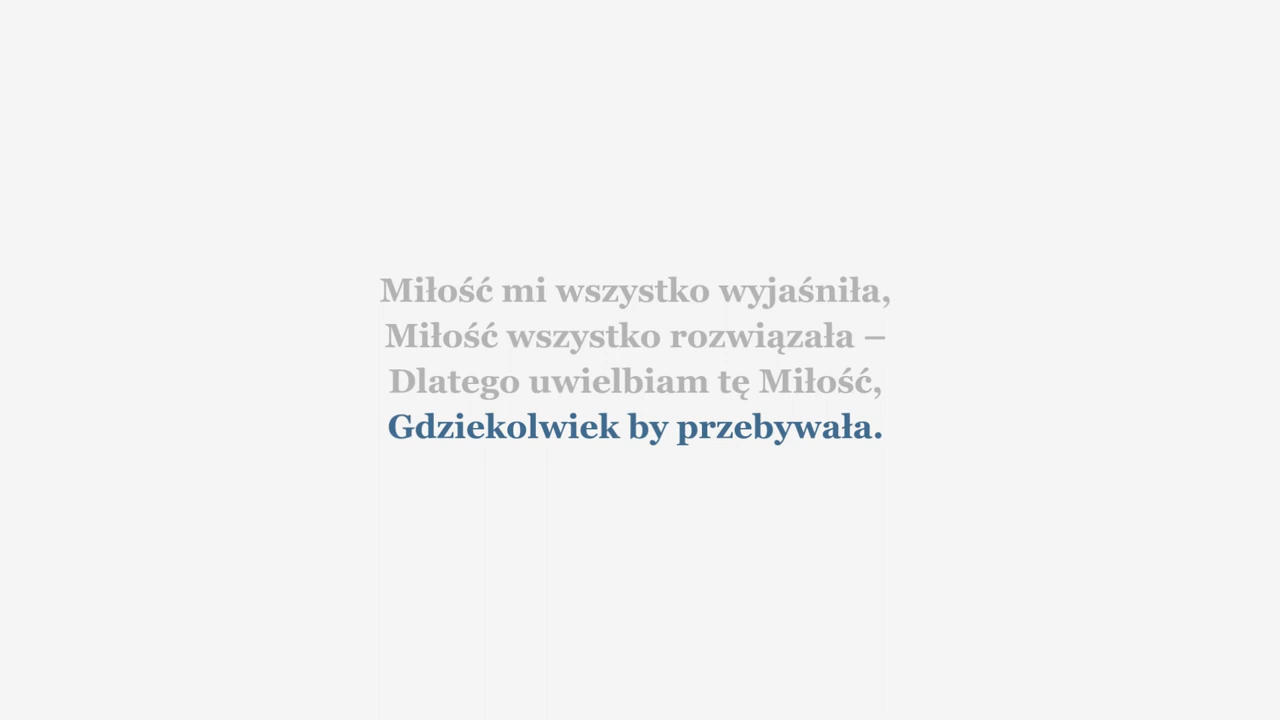 Miłość mi wszystko wyjaśniła,
Miłość wszystko rozwiązała –
Dlatego uwielbiam tę Miłość,
Gdziekolwiek by przebywała.